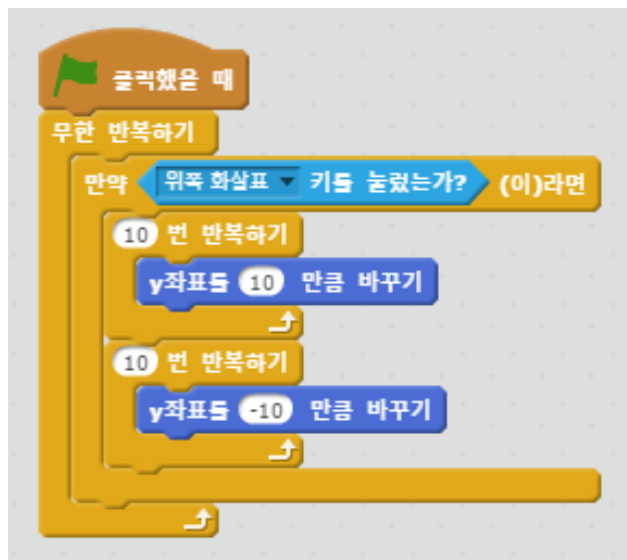 클릭했을 때
무한 반복하기
만약 위쪽 화살표 키를 눌렀는가? (이)라면
10 번 반복하기
y좌표를 10 만큼 바꾸기
10 번 반복하기
y좌표를 -10 만큼 바꾸기